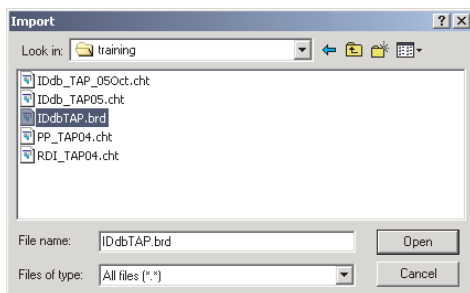 Import
Look in: training
IDdb_TAP_05Oct.cht
IDdb_TAP05.cht
IDdbTAP.brd
PP_TAP04.cht
RDI_TAP04.cht
File name: IDdbTAP.brd Open
Files of type: All files (*.*) Cancel